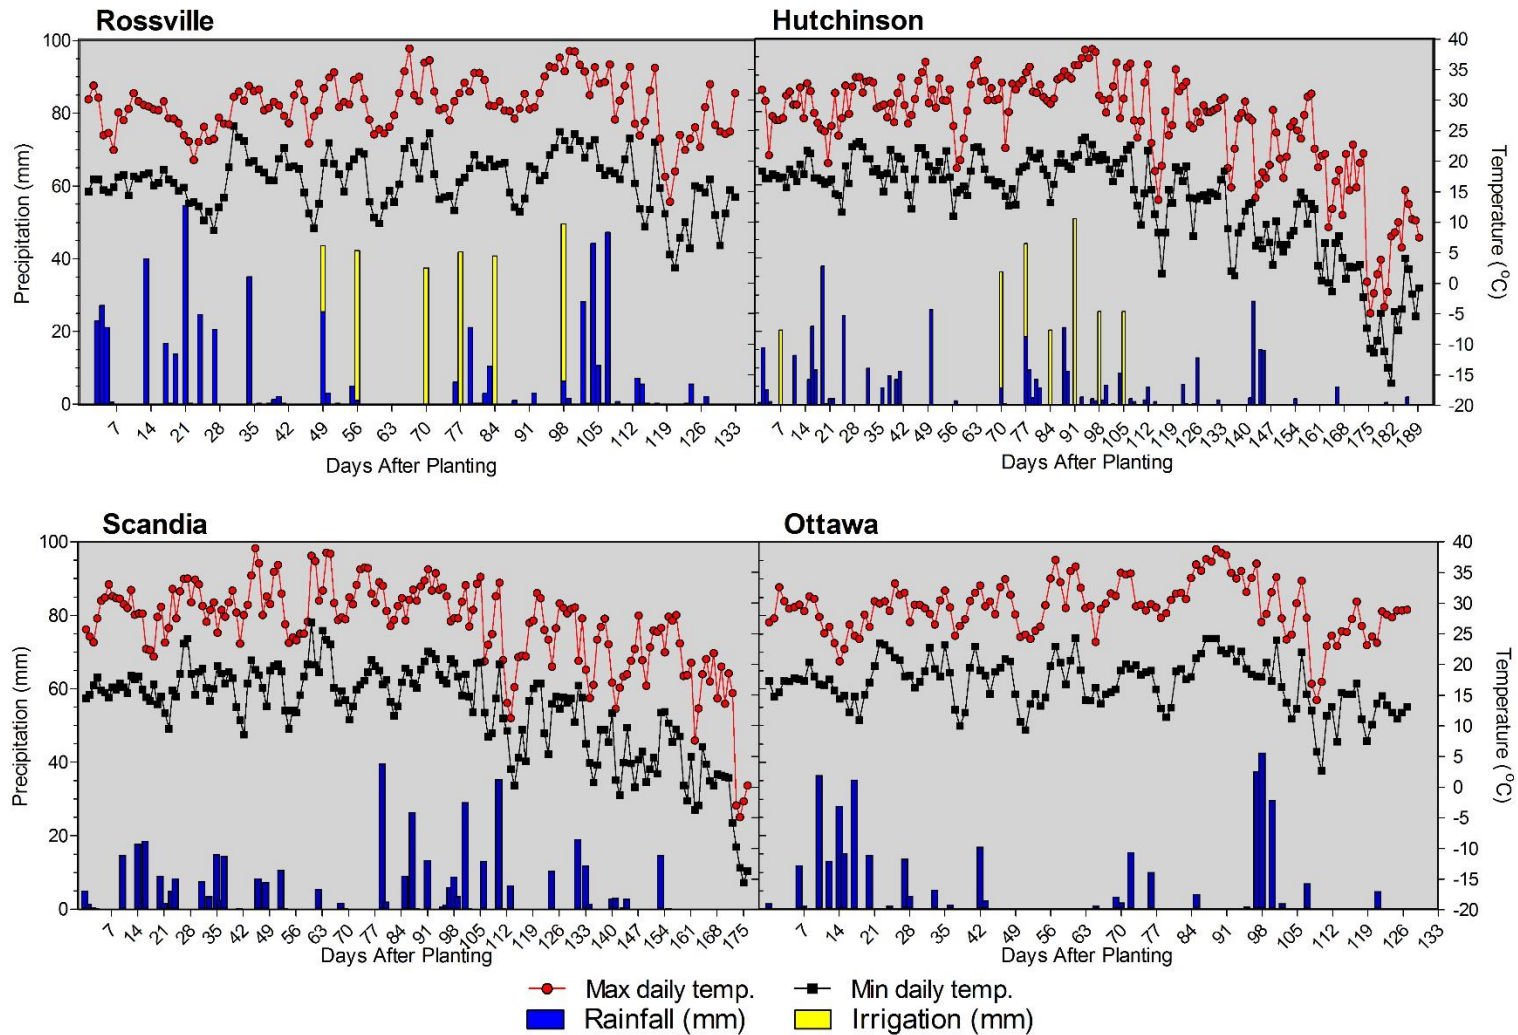 Rossville Hutchinson
100 40
35
80 30
25
60 20
15
40 10
5
20 0
-5
-10
-15
0 -20
Precipitation (mm)
Temperature (°C)
7 14 21 28 35 42 49 56 63 70 77 84 91 98 105 112 119 126 133
7 14 21 28 35 42 49 56 63 70 77 84 91 98 105 112 119 126 133 140 147 154 161 168 175 182 189
Days After Planting Days After Planting
Scandia Ottawa
100 40
35
80 30
25
60 20
15
40 10
5
20 0
-5
-10
-15
0 -20
Precipitation (mm)
Temperature (°C)
7 14 21 28 35 42 49 56 63 70 77 84 91 98 105 112 119 126 133 140 147 154 161 168 175
7 14 21 28 35 42 49 56 63 70 77 84 91 98 105 112 119 126 133
Days After Planting Days After Planting
Max daily temp. Min daily temp.
Rainfall (mm) Irrigation (mm)